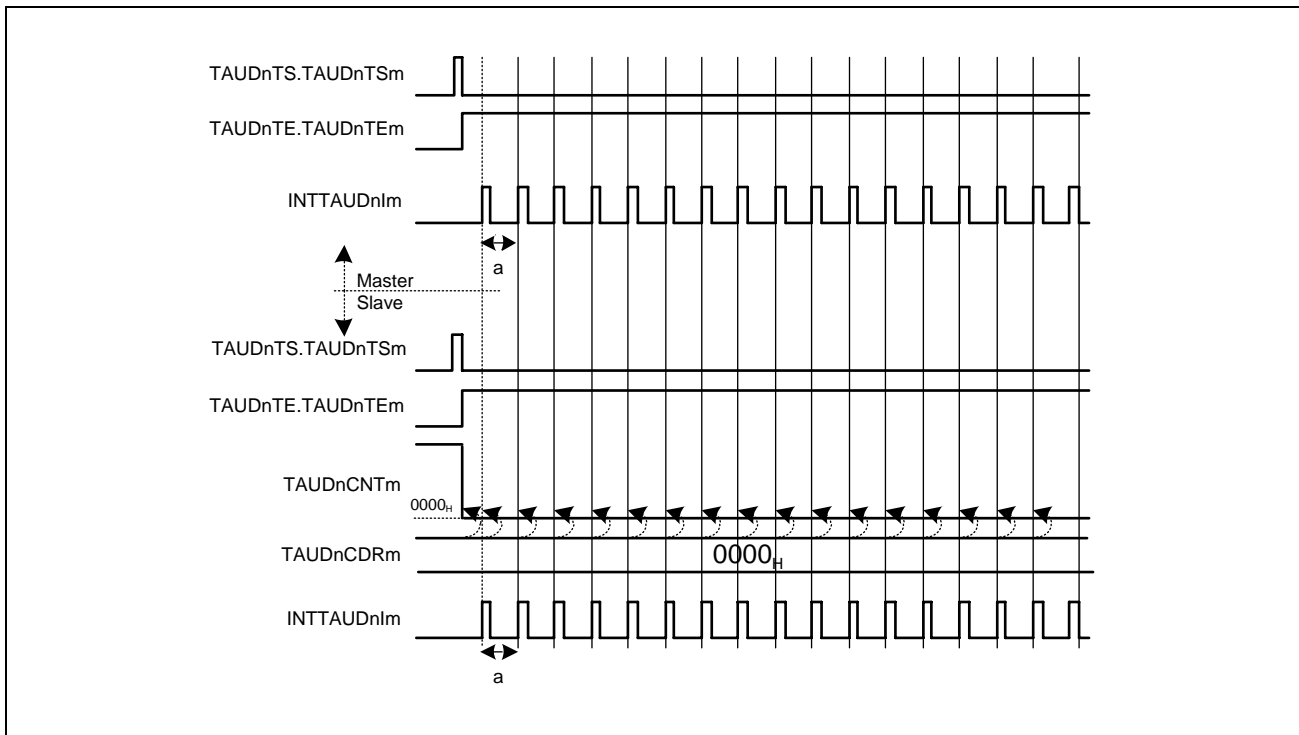 TAUDnTS.TAUDnTSm
TAUDnTE.TAUDnTEm
INTTAUDnIm
a
Master
Slave
TAUDnTS.TAUDnTSm
TAUDnTE.TAUDnTEm
TAUDnCNTm
0000H
TAUDnCDRm
0000H
INTTAUDnIm
a